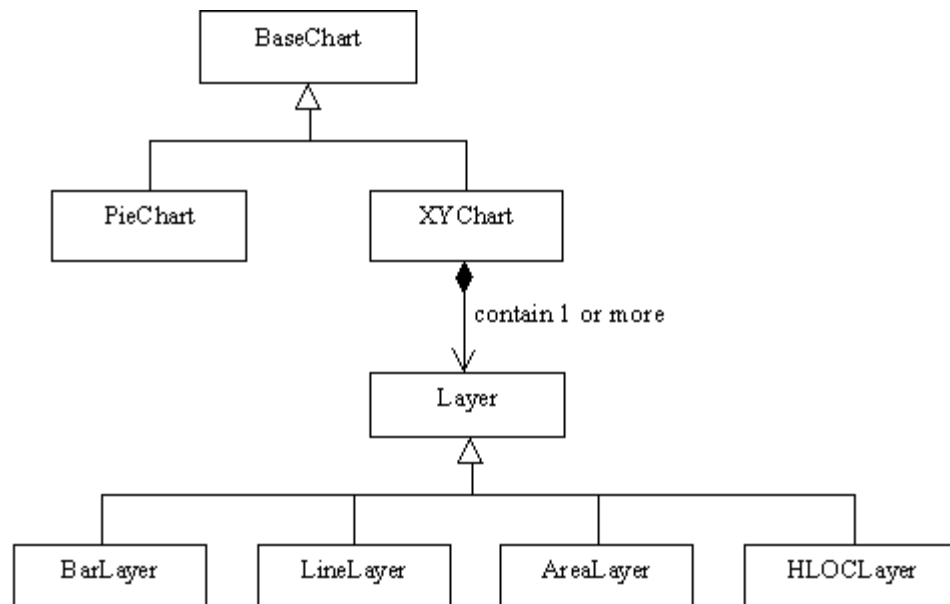 BaseChart
PieChart
XYChart
contain 1 or more
Layer
BarLayer
LineLayer
AreaLayer
HLOCLayer